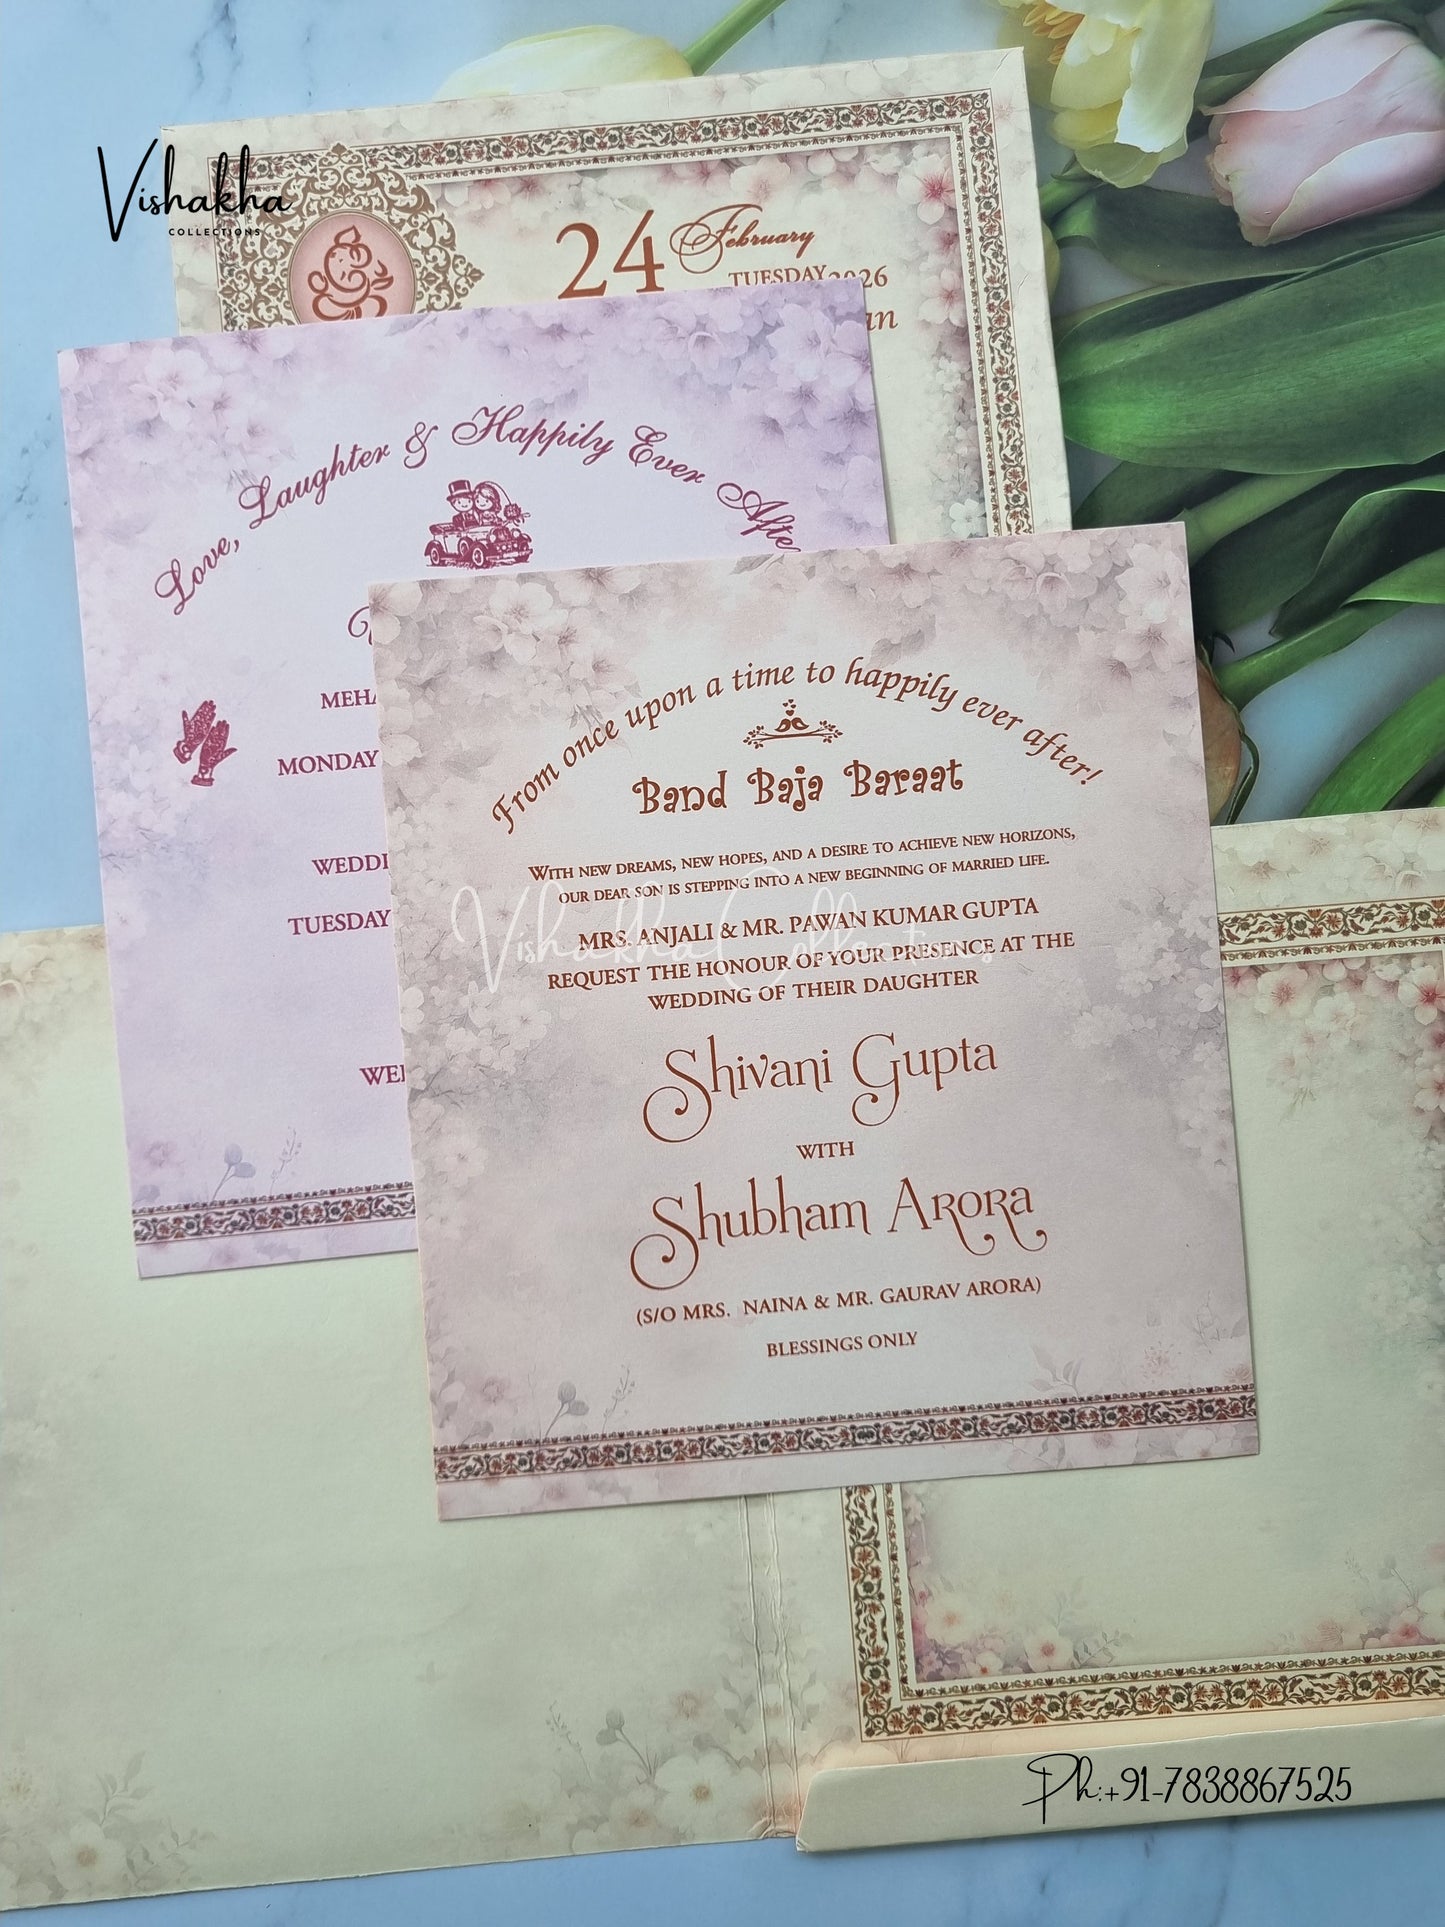 Vishakha
COLLECTIONS
24 February
TUESDAY 2026
Love, Laughter & Happily Ever
MONDAY
TUESDAY
From once upon a time to happily ever after!
Band Baja Baraat
WITH NEW DREAMS, NEW HOPES, AND A DESIRE TO ACHIEVE NEW HORIZONS,
OUR DEAR SON IS STEPPING INTO A NEW BEGINNING OF MARRIED LIFE.
MRS. ANJALI & MR. PAWAN KUMAR GUPTA
REQUEST THE HONOUR OF YOUR PRESENCE AT THE
WEDDING OF THEIR DAUGHTER
Vishakha Collections
Shivani Gupta
WITH
Shubham Arora
(S/O MRS. NAINA & MR. GAURAV ARORA)
BLESSINGS ONLY
Ph:+91-7838867525